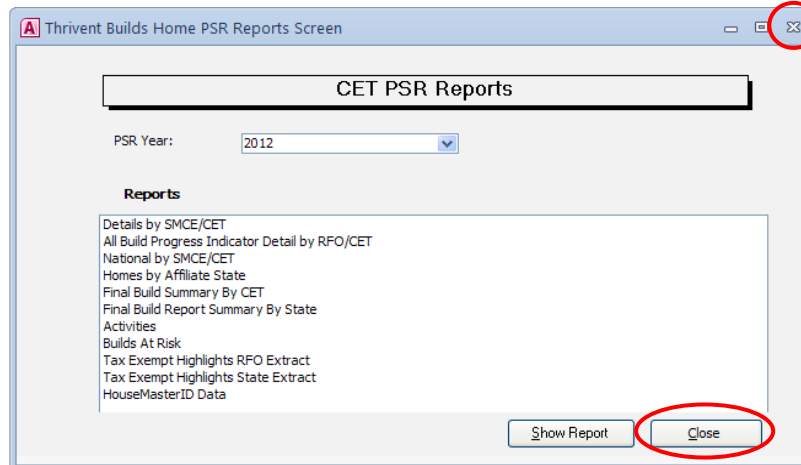 A Thrivent Builds Home PSR Reports Screen
CET PSR Reports
PSR Year: 2012
Reports
Details by SMCE/CET
All Build Progress Indicator Detail by RFO/CET
National by SMCE/CET
Homes by Affiliate State
Final Build Summary By CET
Final Build Report Summary By State
Activities
Builds At Risk
Tax Exempt Highlights RFO Extract
Tax Exempt Highlights State Extract
HouseMasterID Data
Show Report Close